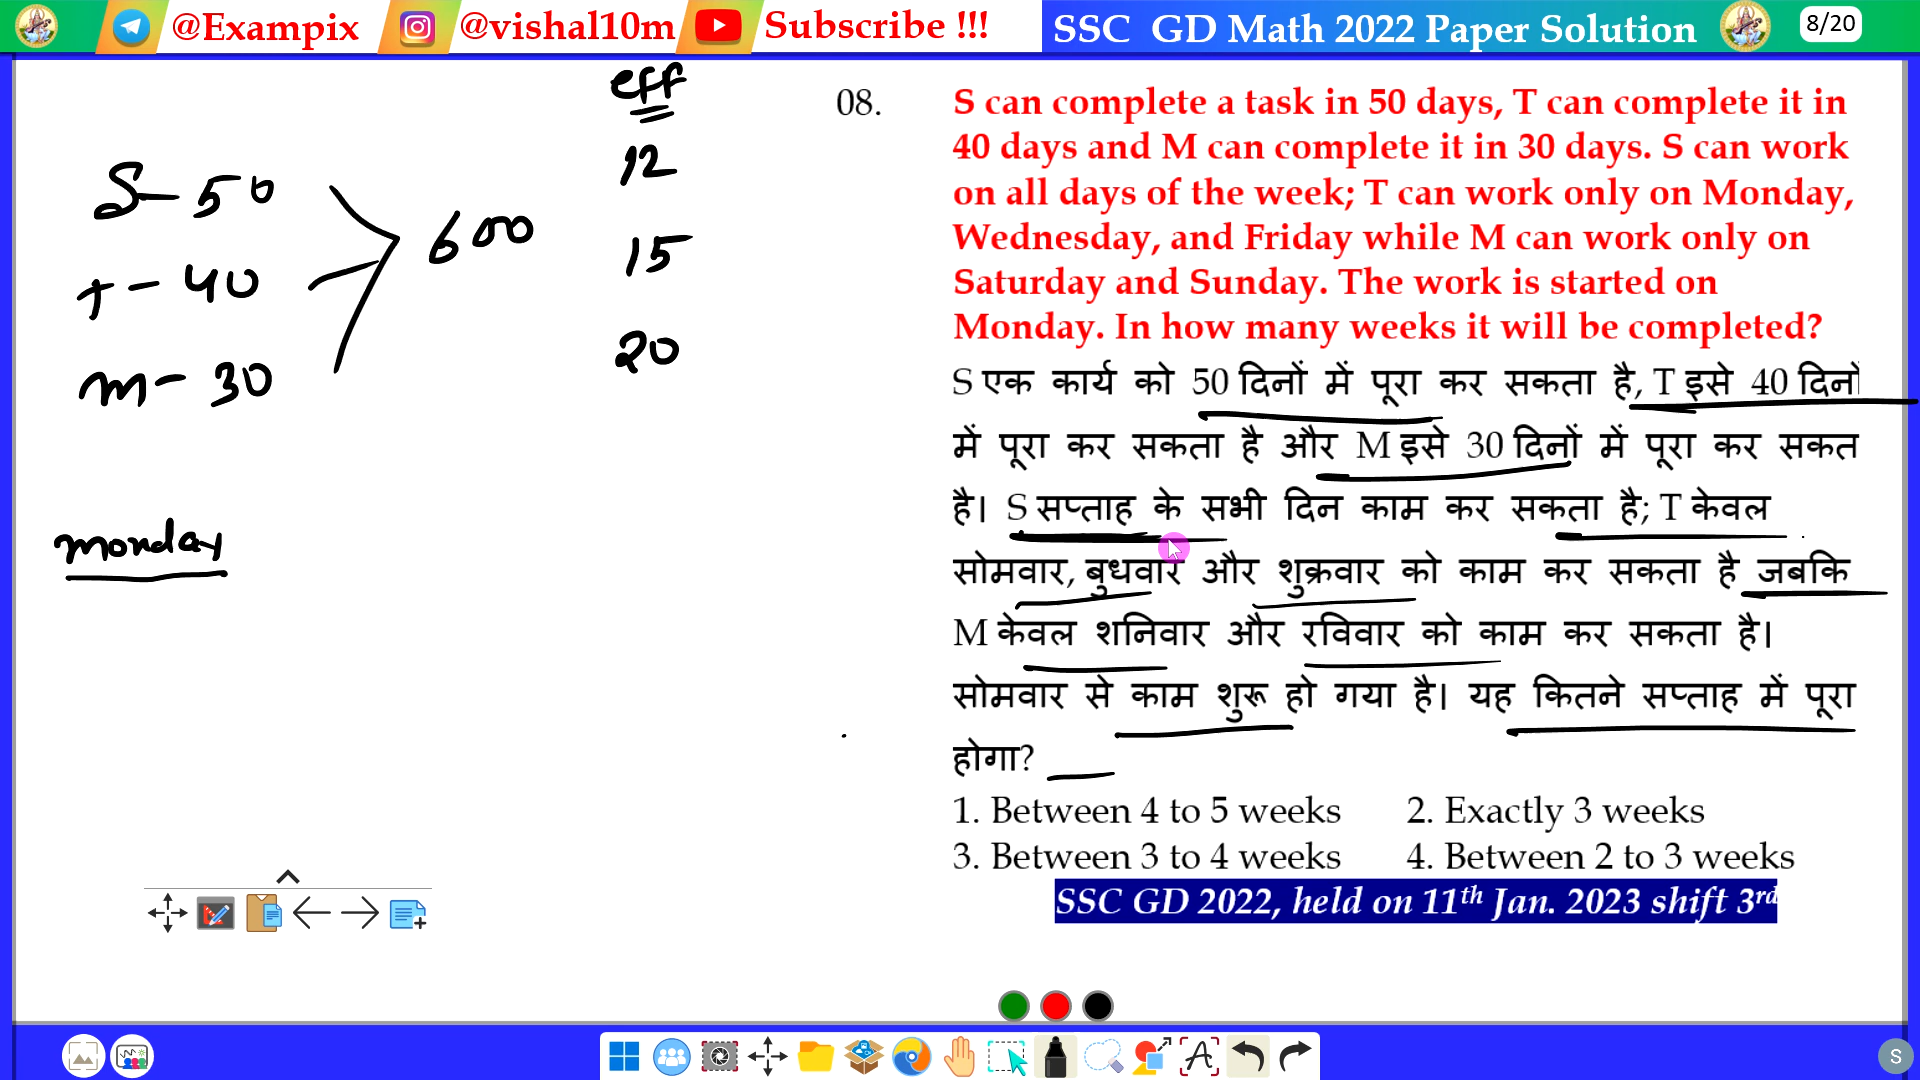 @Exampix @vishal10m Subscribe !!! SSC GD Math 2022 Paper Solution 8/20
eff
S - 50
T - 40
m - 30
600
12
15
20
monday
08. S can complete a task in 50 days, T can complete it in
40 days and M can complete it in 30 days. S can work
on all days of the week; T can work only on Monday,
Wednesday, and Friday while M can work only on
Saturday and Sunday. The work is started on
Monday. In how many weeks it will be completed?
S एक कार्य को 50 दिनों में पूरा कर सकता है, T इसे 40 दिनों
में पूरा कर सकता है और M इसे 30 दिनों में पूरा कर सकत
है। S सप्ताह के सभी दिन काम कर सकता है; T केवल
सोमवार, बुधवार और शुक्रवार को काम कर सकता है जबकि
M केवल शनिवार और रविवार को काम कर सकता है।
सोमवार से काम शुरू हो गया है। यह कितने सप्ताह में पूरा
होगा?
1. Between 4 to 5 weeks 2. Exactly 3 weeks
3. Between 3 to 4 weeks 4. Between 2 to 3 weeks
SSC GD 2022, held on 11th Jan. 2023 shift 3rd
S